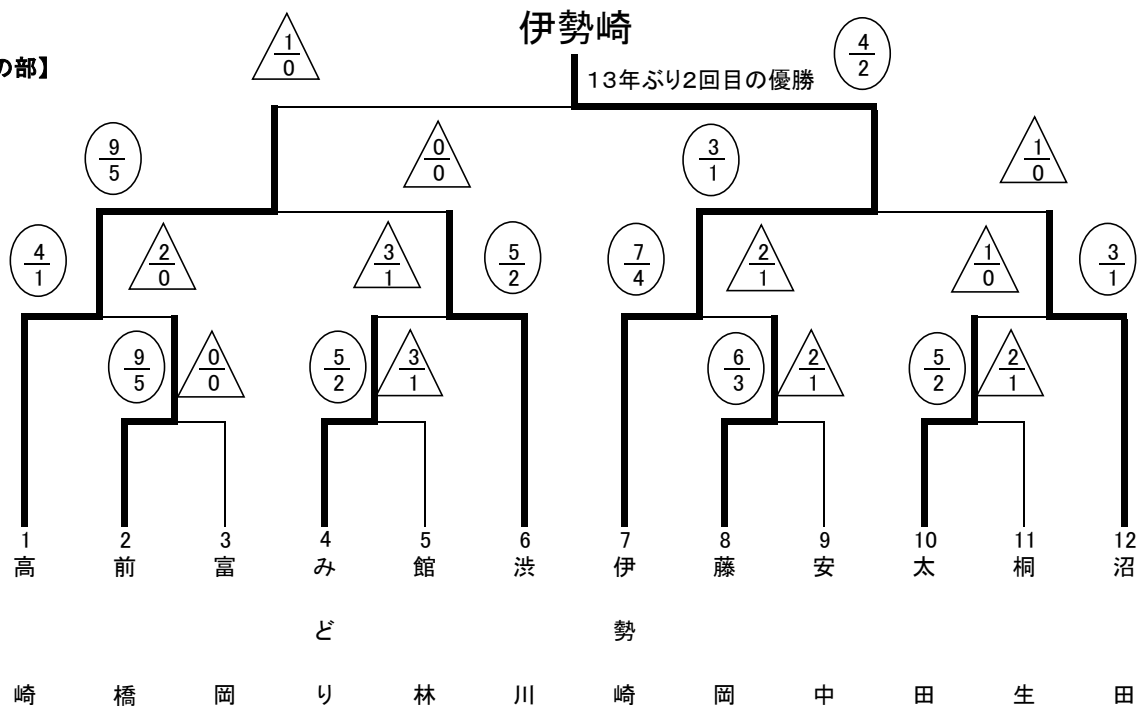 伊勢崎
の部】
13年ぶり2回目の優勝
1/0
4/2
9/5
0/0
3/1
1/0
4/1
2/0
3/1
5/2
7/4
2/1
1/0
3/1
9/5
0/0
5/2
3/1
6/3
2/1
5/2
2/1
1 高崎
2 前橋
3 富岡
4 みどり
5 館林
6 渋川
7 伊勢崎
8 藤岡
9 安中
10 太田
11 桐生
12 沼田